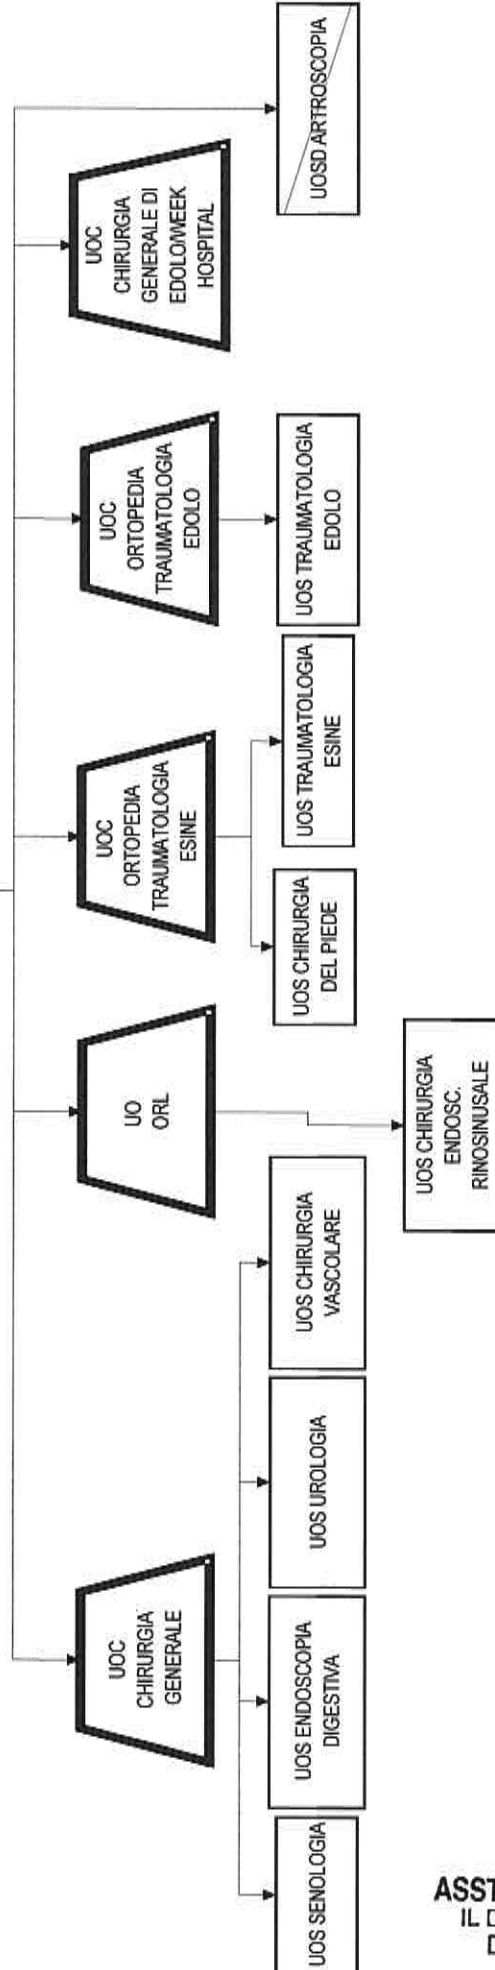 UOC
CHIRURGIA
GENERALE
UO
ORL
UOC
ORTOPEDIA
TRAUMATOLOGIA
ESINE
UOC
ORTOPEDIA
TRAUMATOLOGIA
EDOLO
UOC
CHIRURGIA
GENERALE DI
EDOLO/WEEK
HOSPITAL
UOS SENOLOGIA
UOS ENDOSCOPIA
DIGESTIVA
UOS UROLOGIA
UOS CHIRURGIA
VASCOLARE
UOS CHIRURGIA
ENDOSC.
RINOSINUSALE
UOS CHIRURGIA
DEL PIEDE
UOS TRAUMATOLOGIA
ESINE
UOS TRAUMATOLOGIA
EDOLO
UOSD ARTROSCOPIA
ASST
IL D
D